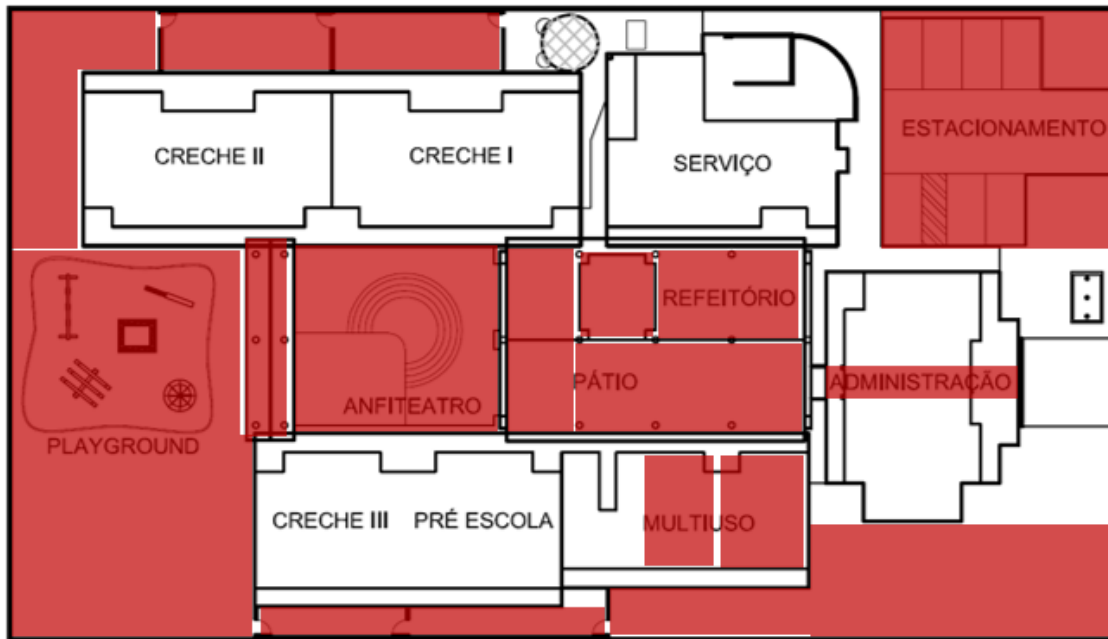 CRECHE II
CRECHE I
SERVIÇO
ESTACIONAMENTO
PLAYGROUND
ANFITEATRO
REFEITÓRIO
PÁTIO
ADMINISTRAÇÃO
CRECHE III
PRÉ ESCOLA
MULTIUSO